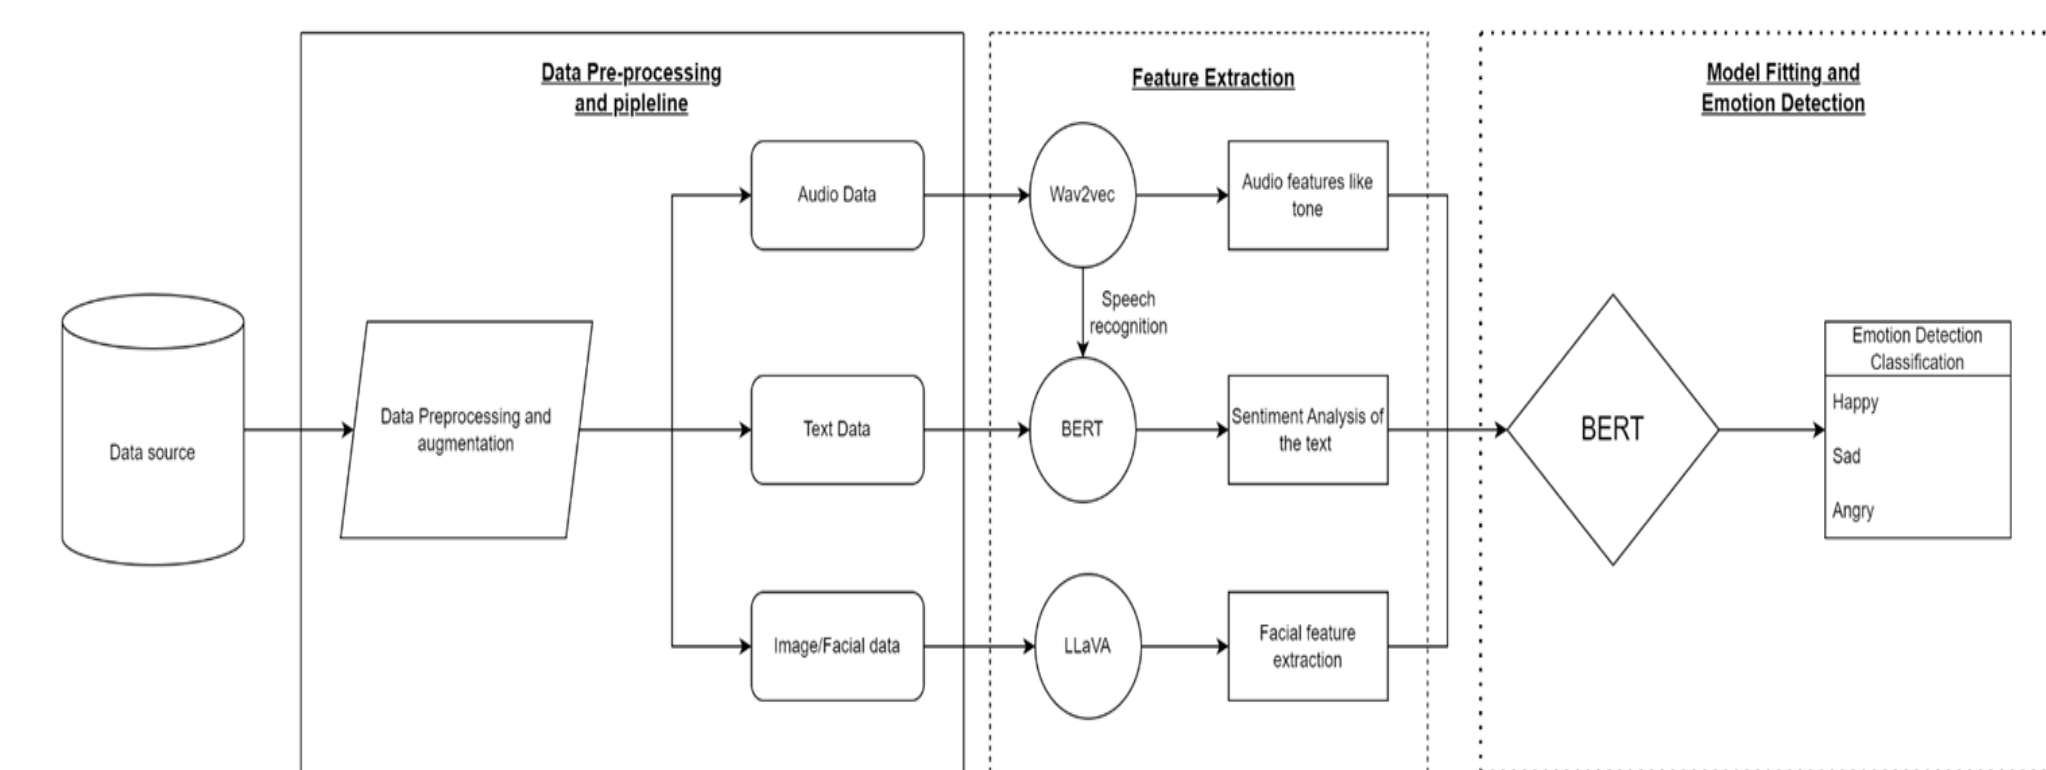 Data Pre-processing
and pipleline
Feature Extraction
Model Fitting and
Emotion Detection
Data source
Data Preprocessing and
augmentation
Audio Data
Text Data
Image/Facial data
Wav2vec
Speech
recognition
BERT
LLaVA
Audio features like
tone
Sentiment Analysis of
the text
Facial feature
extraction
BERT
Emotion Detection
Classification
Happy
Sad
Angry